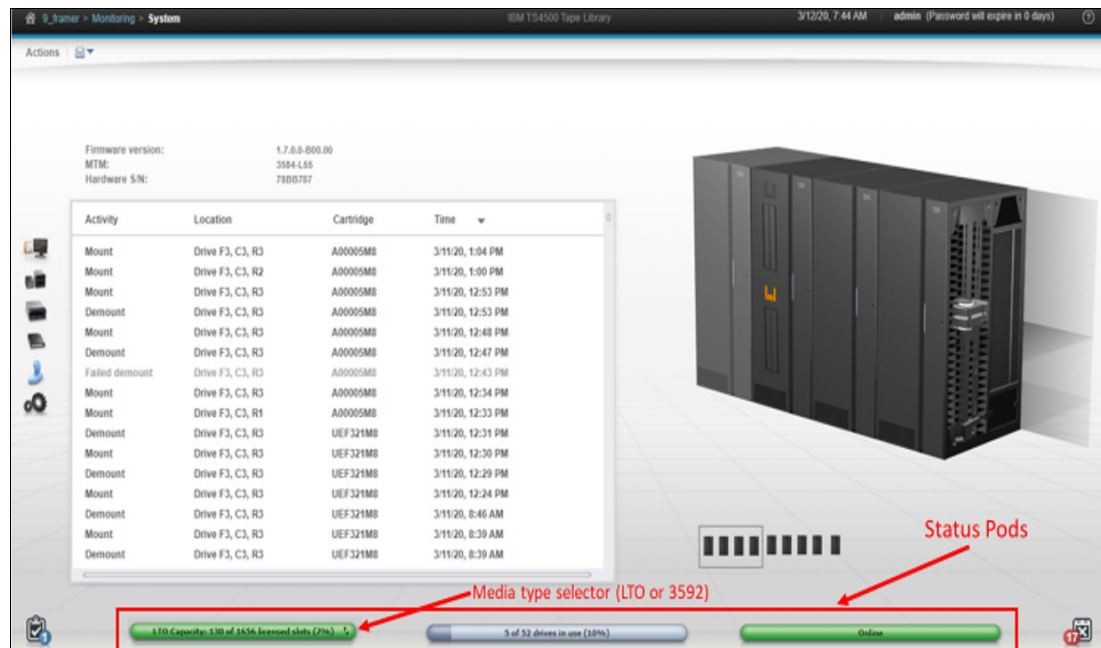 9_framer > Monitoring > System
IBM TS4500 Tape Library
3/12/20, 7:44 AM admin (Password will expire in 0 days) ?
Actions
Firmware version: 1.7.0.0-B00.00
MTM: 3584-L55
Hardware S/N: 78BB787
Activity Location Cartridge Time
Mount Drive F3, C3, R3 A00005M8 3/11/20, 1:04 PM
Mount Drive F3, C3, R2 A00005M8 3/11/20, 1:00 PM
Mount Drive F3, C3, R3 A00005M8 3/11/20, 12:53 PM
Demount Drive F3, C3, R3 A00005M8 3/11/20, 12:53 PM
Mount Drive F3, C3, R3 A00005M8 3/11/20, 12:48 PM
Demount Drive F3, C3, R3 A00005M8 3/11/20, 12:47 PM
Failed demount Drive F3, C3, R3 A00005M8 3/11/20, 12:43 PM
Mount Drive F3, C3, R3 A00005M8 3/11/20, 12:34 PM
Mount Drive F3, C3, R1 A00005M8 3/11/20, 12:33 PM
Demount Drive F3, C3, R3 UEF321M8 3/11/20, 12:31 PM
Mount Drive F3, C3, R3 UEF321M8 3/11/20, 12:30 PM
Demount Drive F3, C3, R3 UEF321M8 3/11/20, 12:29 PM
Mount Drive F3, C3, R3 UEF321M8 3/11/20, 12:24 PM
Demount Drive F3, C3, R3 UEF321M8 3/11/20, 8:46 AM
Mount Drive F3, C3, R3 UEF321M8 3/11/20, 8:39 AM
Demount Drive F3, C3, R3 UEF321M8 3/11/20, 8:39 AM
Status Pods
Media type selector (LTO or 3592)
1
LTO Capacity: 130 of 1656 licensed slots (7%)
5 of 52 drives in use (10%)
Online
17